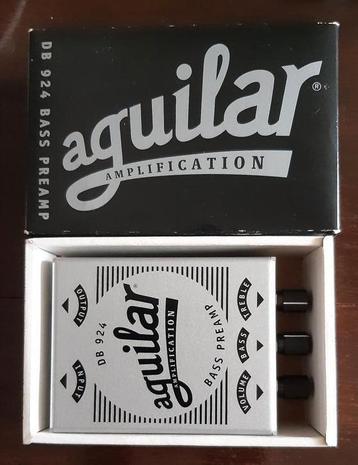 DB 924 BASS PREAMP
aguilar®
AMPLIFICATION
OUTPUT
INPUT
DB 924
aguilar®
AMPLIFICATION
BASS PREAMP
TREBLE
BASS
VOLUME